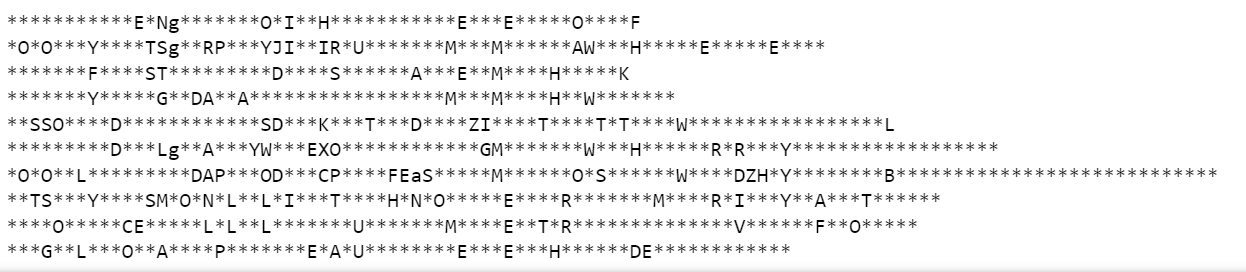 ***********E*Ng*******O*I**H***********E***E*****O****F
*O*O***Y****TSg**RP***YJI**IR*U*******M***M******AW***H*****E*****E****
*******F****ST*********D****S******A***E**M****H*****K
*******Y*****G**DA**A*****************M***M****H**W*******
**SSO****D************SD***K***T***D****ZI****T****T*T****W*****************L
*********D***Lg**A***YW***EXO************GM*******W***H******R*R***Y******************
*O*O**L*********DAP***OD***CP****FEaS*****M******O*S******W****DZH*Y********B****************************
**TS***Y****SM*O*N*L**L*I***T****H*N*O*****E****R*******M****R*I***Y**A***T******
****O*****CE*****L*L**L*******U*******M****E**T*R**************V******F**O*****
***G**L***O**A****P*******E*A*U********E***E***H******DE************